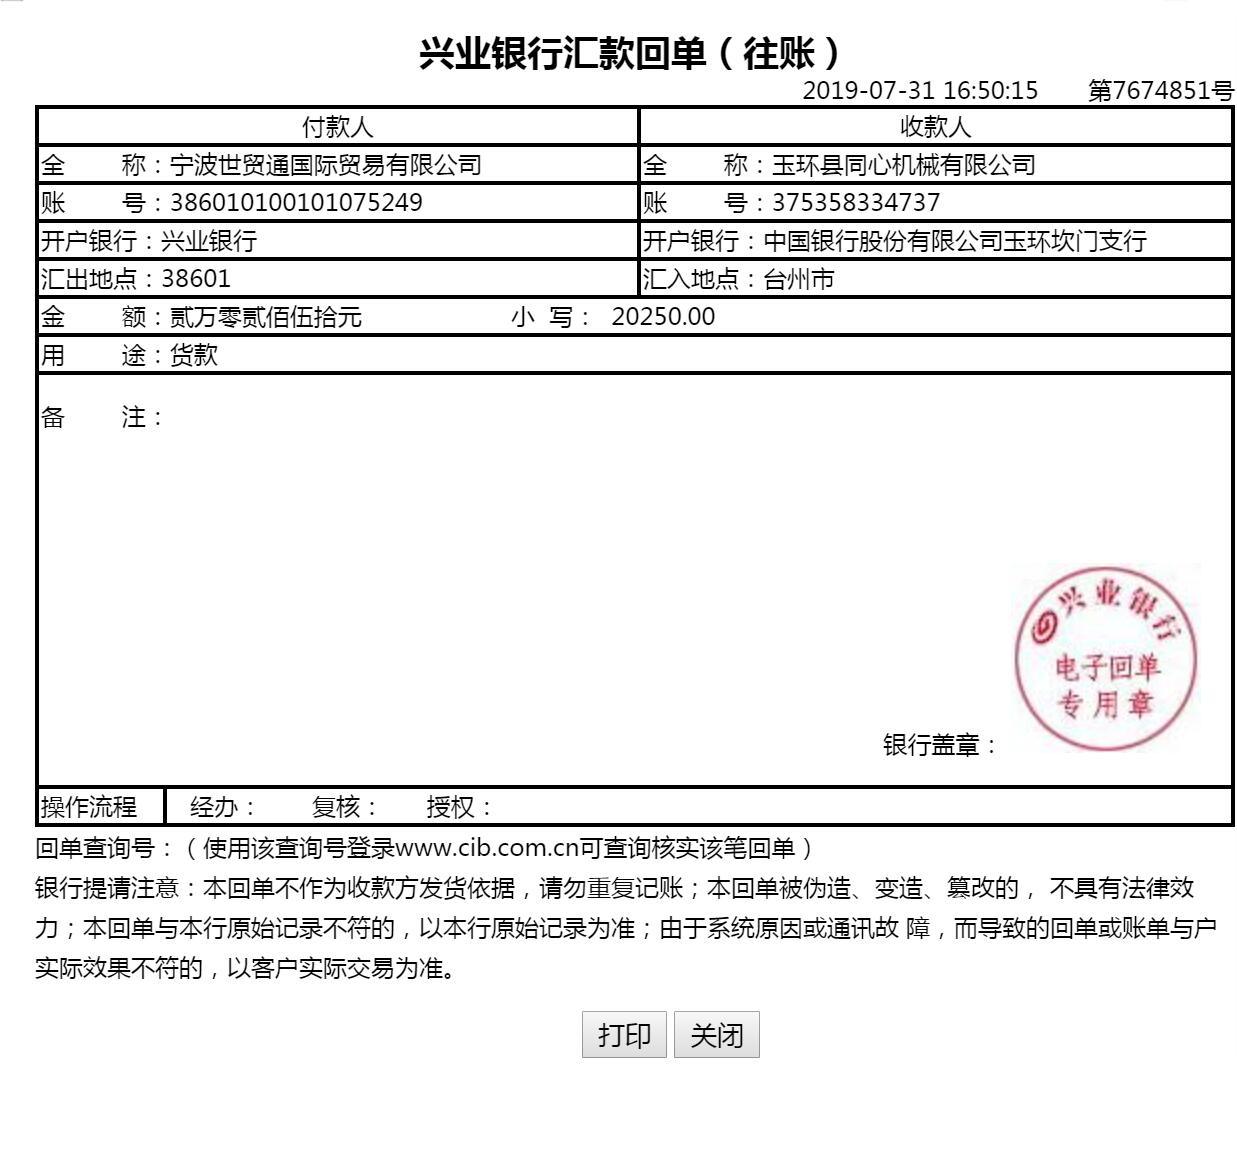 兴业银行汇款回单（往账）
2019-07-31 16:50:15 第7674851号
付款人 收款人
全 称：宁波世贸通国际贸易有限公司 全 称：玉环县同心机械有限公司
账 号：386010100101075249 账 号：375358334737
开户银行：兴业银行 开户银行：中国银行股份有限公司玉环坎门支行
汇出地点：38601 汇入地点：台州市
金 额：贰万零贰佰伍拾元 小 写： 20250.00
用 途：货款
备 注：
兴业银行
电子回单
专用章
银行盖章：
操作流程 经办： 复核： 授权：
回单查询号：（使用该查询号登录www.cib.com.cn可查询核实该笔回单）
银行提请注意：本回单不作为收款方发货依据，请勿重复记账；本回单被伪造、变造、篡改的， 不具有法律效
力；本回单与本行原始记录不符的，以本行原始记录为准；由于系统原因或通讯故 障，而导致的回单或账单与户
实际效果不符的，以客户实际交易为准。
打印 关闭